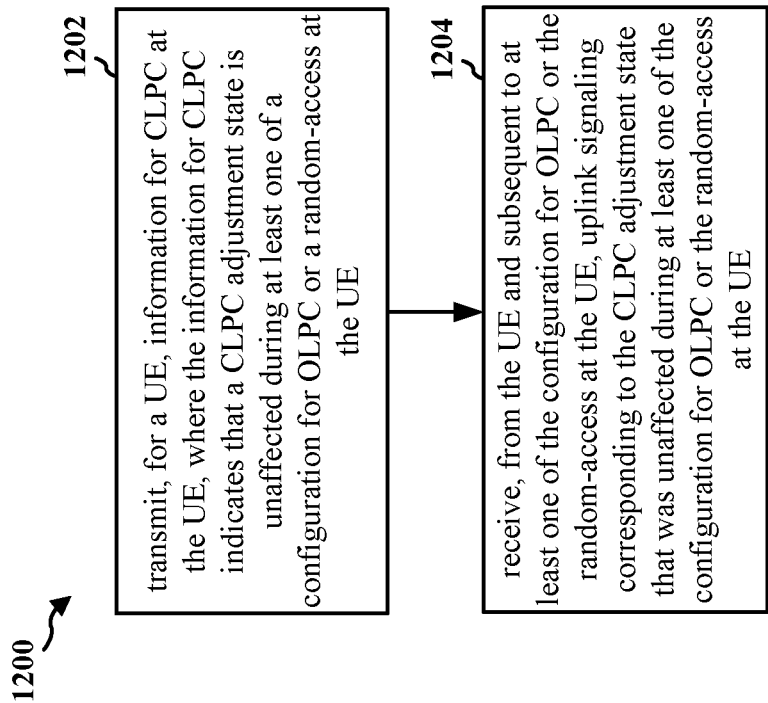 1200
1202
transmit, for a UE, information for CLPC at
the UE, where the information for CLPC
indicates that a CLPC adjustment state is
unaffected during at least one of a
configuration for OLPC or a random-access at
the UE
1204
receive, from the UE and subsequent to at
least one of the configuration for OLPC or the
random-access at the UE, uplink signaling
corresponding to the CLPC adjustment state
that was unaffected during at least one of the
configuration for OLPC or the random-access
at the UE